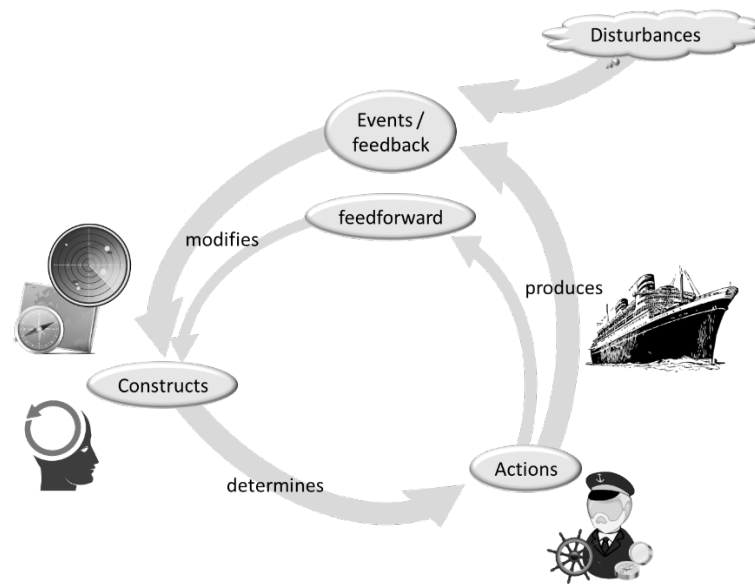 Disturbances
Events /
feedback
feedforward
modifies
produces
Constructs
Actions
determines